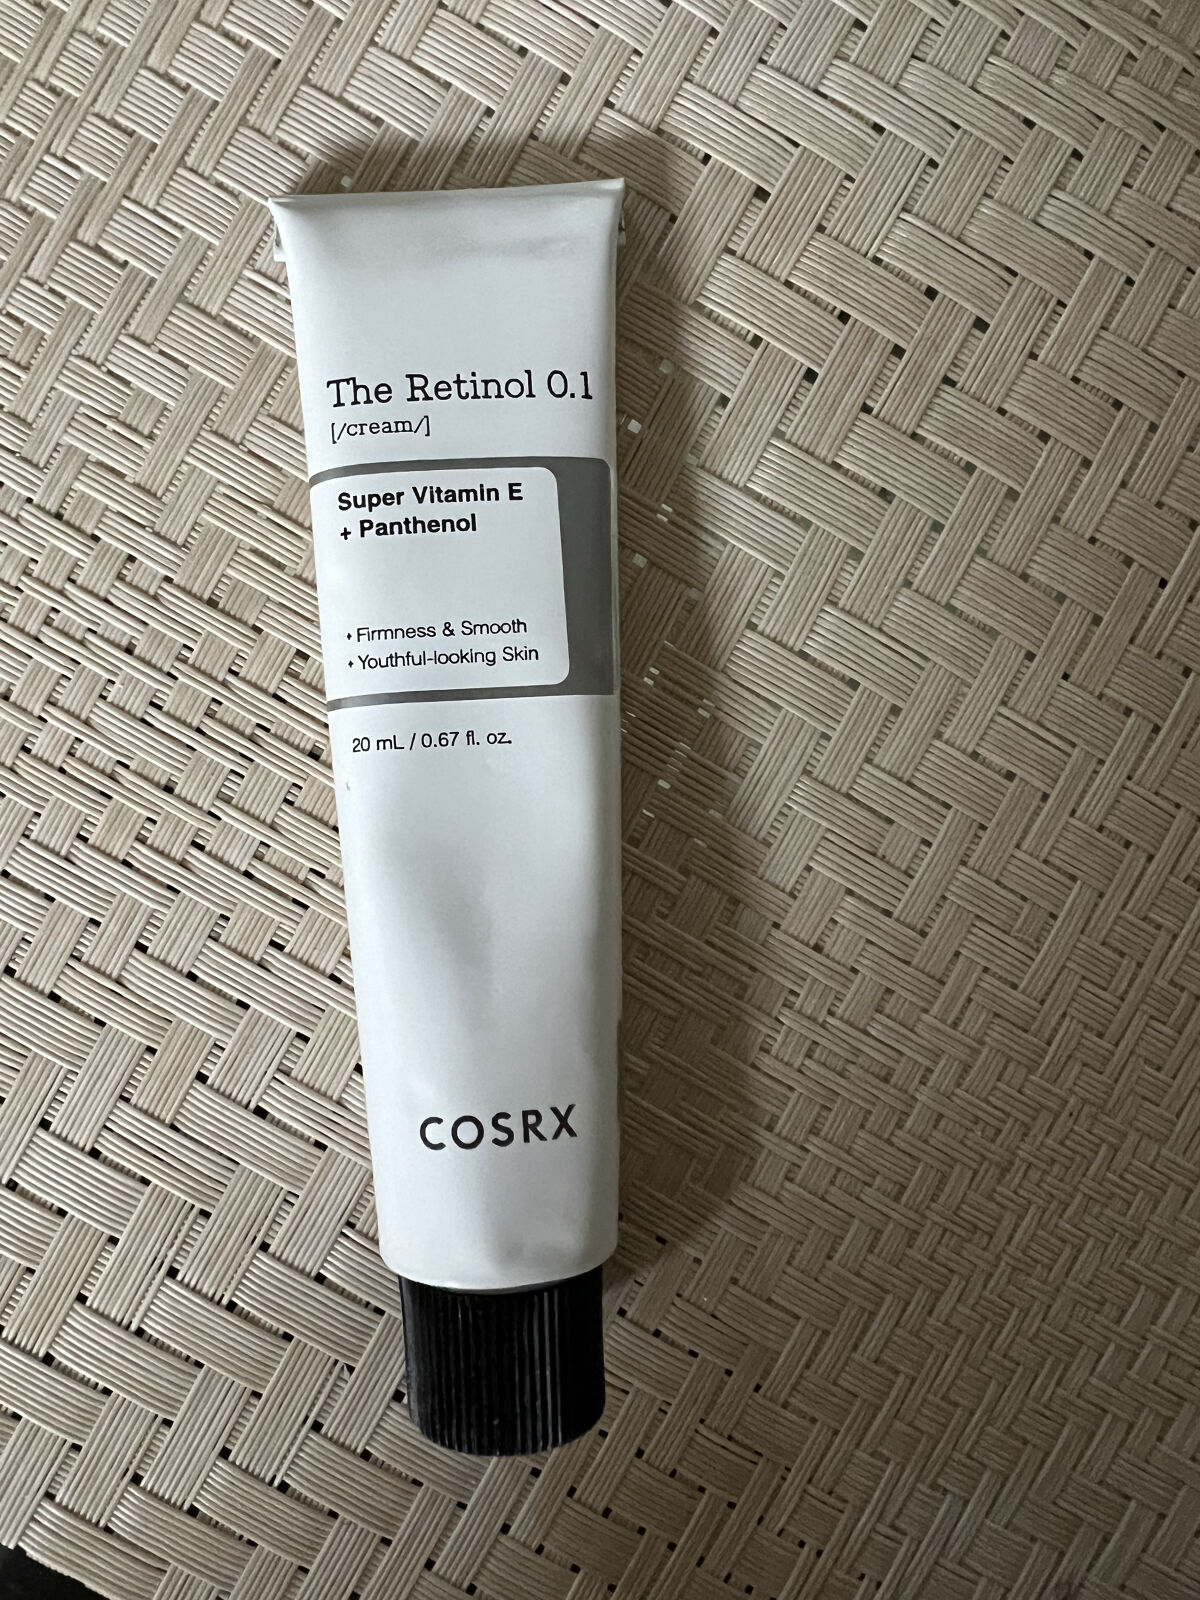 The Retinol 0.1
[/cream/]
Super Vitamin E
+ Panthenol
✦ Firmness & Smooth
✦ Youthful-looking Skin
20 mL / 0.67 fl. oz.
COSRX